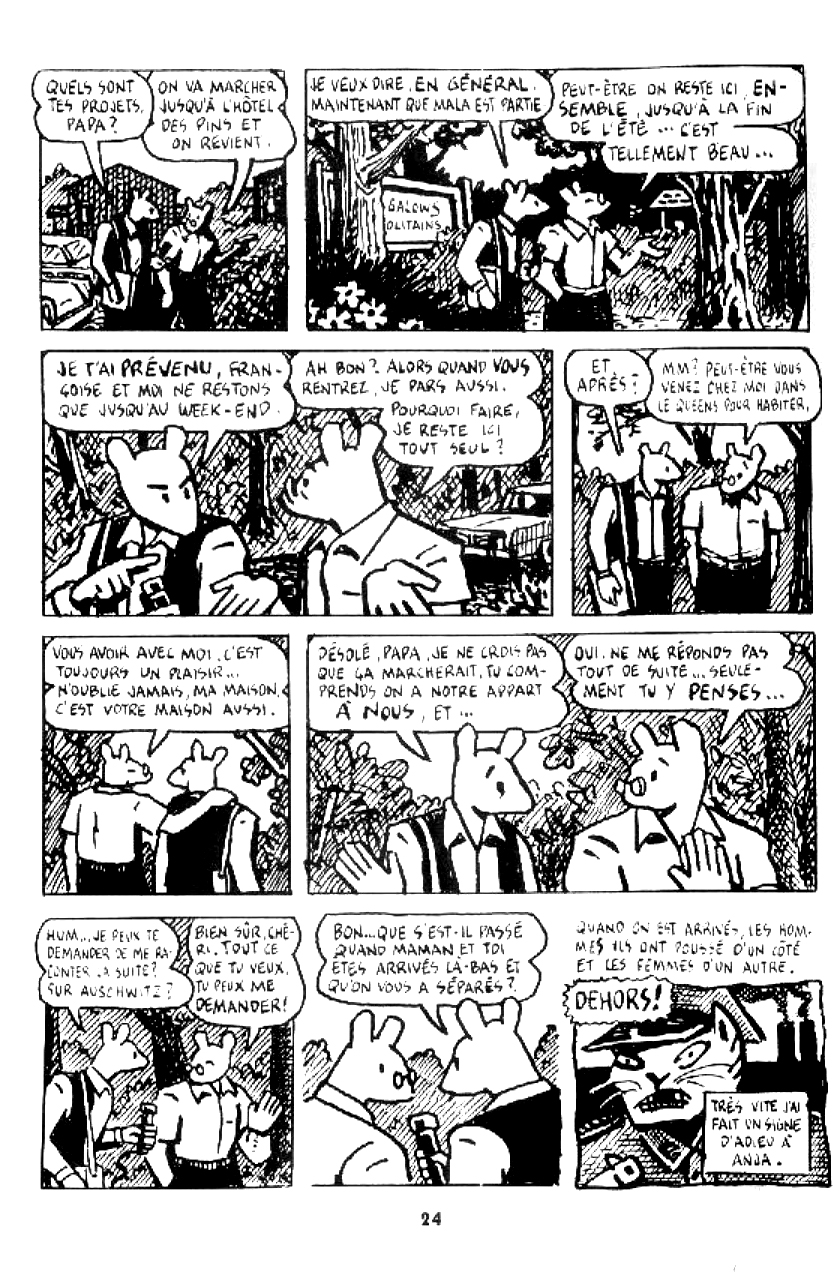 QUELS SONT
TES PROJETS,
PAPA?
ON VA MARCHER
JUSQU'À L'HÔTEL
DES PINS ET
ON REVIENT.
JE VEUX DIRE, EN GÉNÉRAL.
MAINTENANT QUE MALA EST PARTIE
PEUT-ÊTRE ON RESTE ICI, EN-
SEMBLE, JUSQU'À LA FIN
DE L'ÉTÉ ... C'EST
TELLEMENT BEAU...
GALOWS
OLITAINS
JE T'AI PRÉVENU, FRAN-
ÇOISE ET MOI NE RESTONS
QUE JUSQU'AU WEEK-END.
AH BON? ALORS QUAND VOUS
RENTREZ, JE PARS AUSSI.
POURQUOI FAIRE,
JE RESTE ICI
TOUT SEUL?
ET
APRÈS?
MM? PEUT-ÊTRE VOUS
VENEZ CHEZ MOI DANS
LE QUEENS POUR HABITER.
VOUS AVOIR AVEC MOI, C'EST
TOUJOURS UN PLAISIR...
N'OUBLIE JAMAIS, MA MAISON,
C'EST VOTRE MAISON AUSSI.
DÉSOLÉ, PAPA, JE NE CROIS PAS
QUE ÇA MARCHERAIT, TU COM-
PRENDS ON A NOTRE APPART
À NOUS, ET ...
OUI. NE ME RÉPONDS PAS
TOUT DE SUITE... SEULE-
MENT TU Y PENSES...
HUM... JE PEUX TE
DEMANDER DE ME RA-
CONTER LA SUITE?
SUR AUSCHWITZ?
BIEN SÛR, CHÉ-
RI. TOUT CE
QUE TU VEUX,
TU PEUX ME
DEMANDER!
BON... QUE S'EST-IL PASSÉ
QUAND MAMAN ET TOI
ÊTES ARRIVÉS LÀ-BAS ET
QU'ON VOUS A SÉPARÉS?
QUAND ON EST ARRIVÉS, LES HOM-
MES ILS ONT POUSSÉ D'UN CÔTÉ
ET LES FEMMES D'UN AUTRE.
DEHORS!
TRÈS VITE J'AI
FAIT UN SIGNE
D'ADIEU À
ANJA.
24